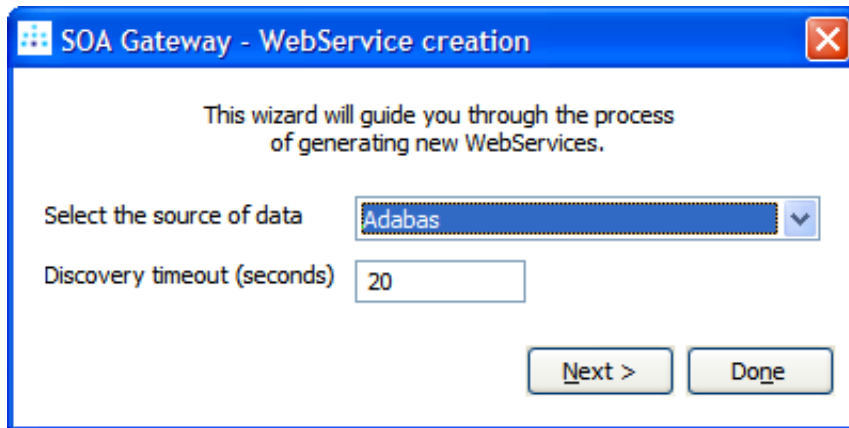 SOA Gateway - WebService creation
This wizard will guide you through the process
of generating new WebServices.
Select the source of data
Adabas
Discovery timeout (seconds)
20
Next >
Done